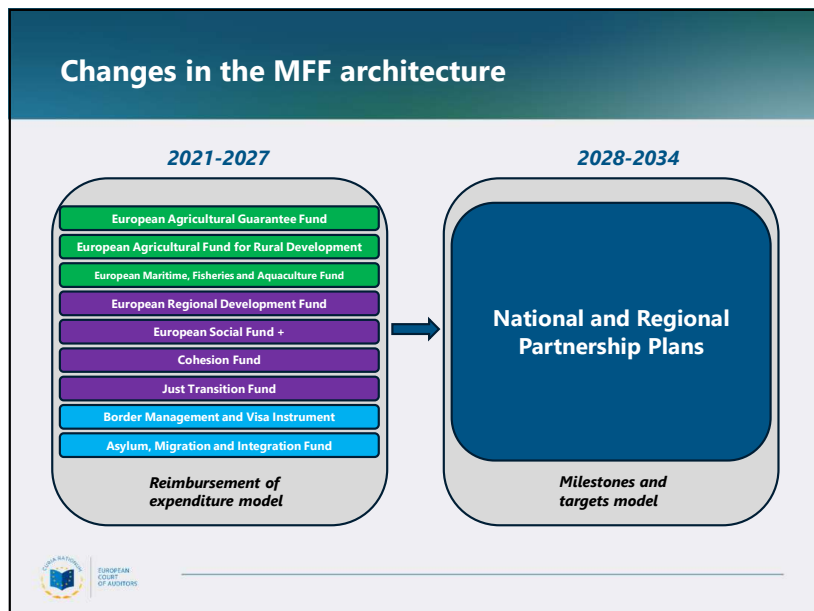 Changes in the MFF architecture
2021-2027
2028-2034
European Agricultural Guarantee Fund
European Agricultural Fund for Rural Development
European Maritime, Fisheries and Aquaculture Fund
European Regional Development Fund
European Social Fund +
Cohesion Fund
Just Transition Fund
Border Management and Visa Instrument
Asylum, Migration and Integration Fund
Reimbursement of
expenditure model
National and Regional
Partnership Plans
Milestones and
targets model
CURIA RATIONUM
EUROPEAN
COURT
OF AUDITORS